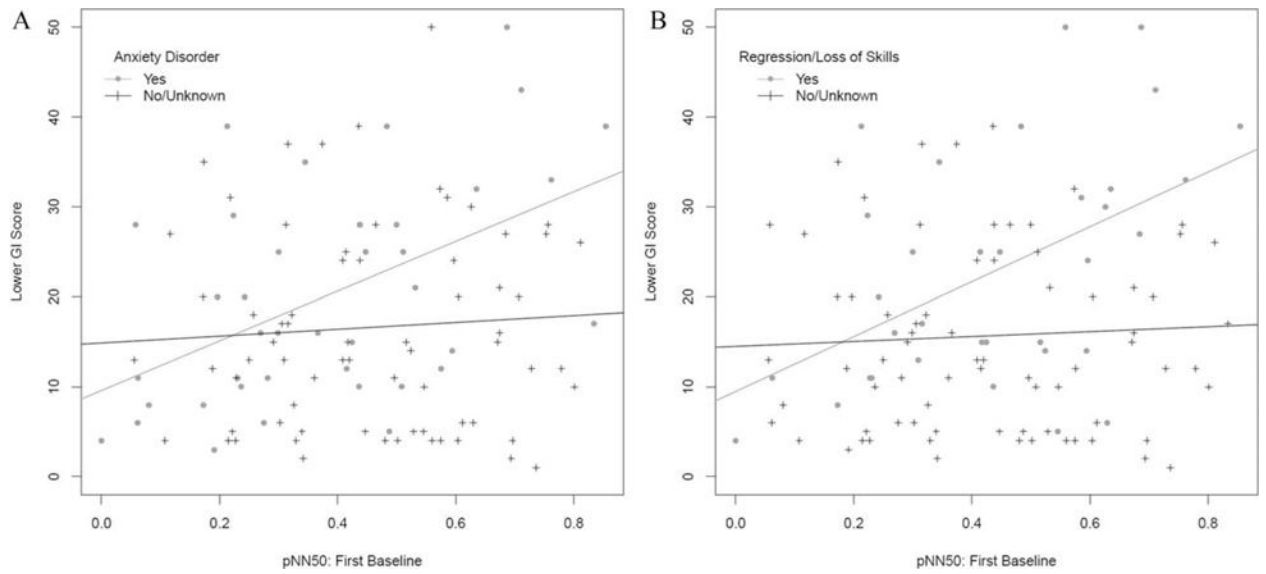 A
Anxiety Disorder
Yes
No/Unknown
Lower GI Score
50
40
30
20
10
0
0.0 0.2 0.4 0.6 0.8
pNN50: First Baseline
B
Regression/Loss of Skills
Yes
No/Unknown
Lower GI Score
50
40
30
20
10
0
0.0 0.2 0.4 0.6 0.8
pNN50: First Baseline